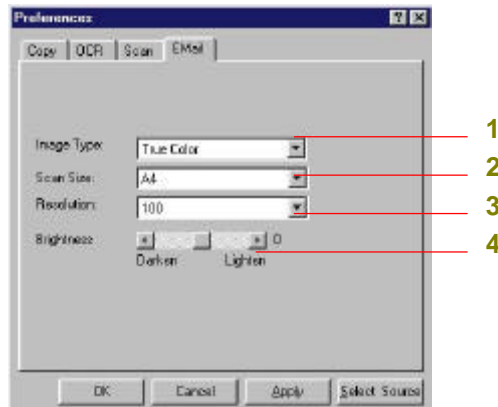 Preferences
Copy OCR Scan EMail
Image Type: True Color 1
Scan Size: A4 2
Resolution: 100 3
Brightness 0 4
Darken Lighten
OK Cancel Apply Select Source